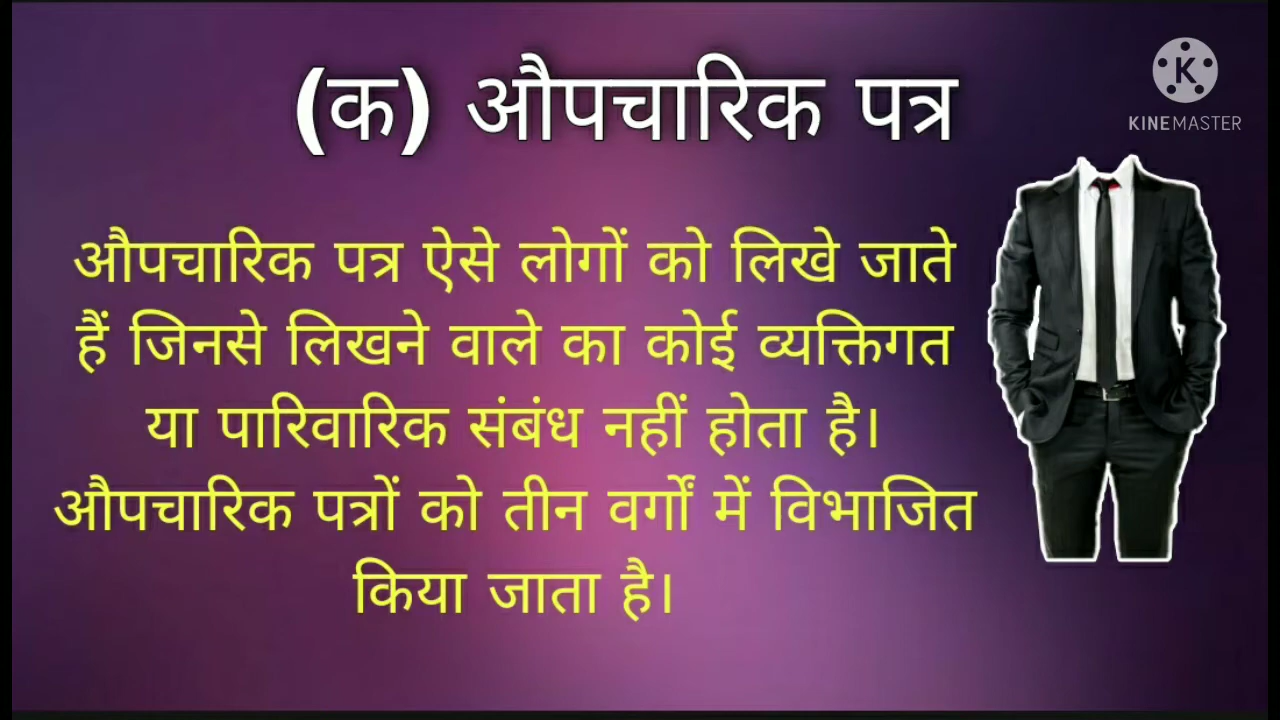 (क) औपचारिक पत्र
K
KINEMASTER
औपचारिक पत्र ऐसे लोगों को लिखे जाते
हैं जिनसे लिखने वाले का कोई व्यक्तिगत
या पारिवारिक संबंध नहीं होता है।
औपचारिक पत्रों को तीन वर्गों में विभाजित
किया जाता है।